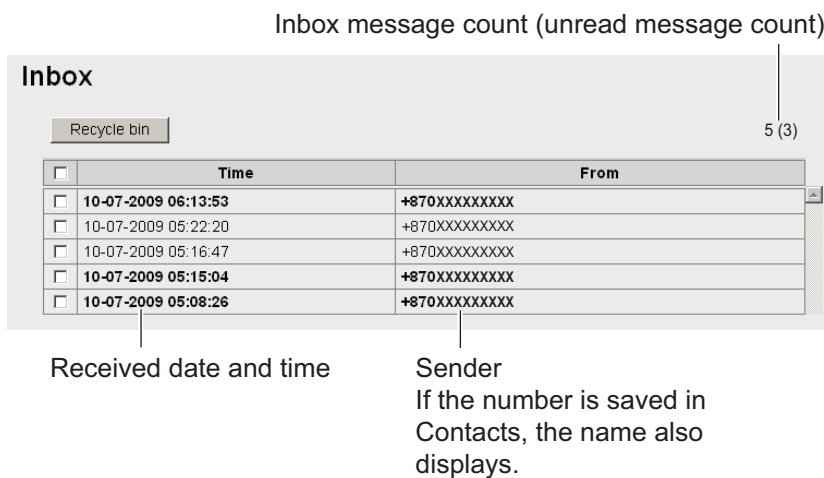 Inbox message count (unread message count)
Inbox
Recycle bin
5 (3)
Time From
10-07-2009 06:13:53 +870XXXXXXXXX
10-07-2009 05:22:20 +870XXXXXXXXX
10-07-2009 05:16:47 +870XXXXXXXXX
10-07-2009 05:15:04 +870XXXXXXXXX
10-07-2009 05:08:26 +870XXXXXXXXX
Received date and time
Sender
If the number is saved in
Contacts, the name also
displays.